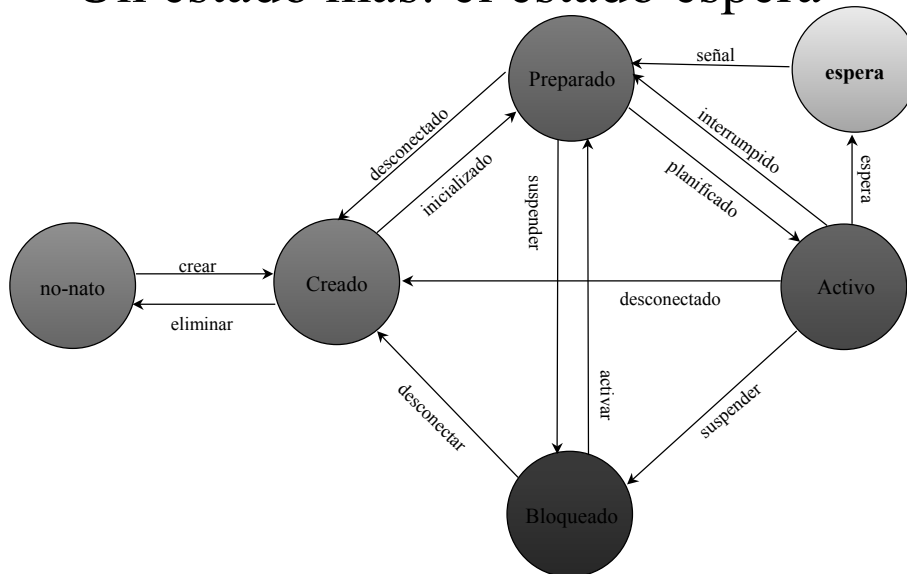 Un estado más: el estado espera
señal
espera
Preparado
desconectado
interrumpido
inicializado
planificado
suspender
espera
crear
no-nato
Creado
Activo
eliminar
desconectado
desconectar
activar
suspender
Bloqueado